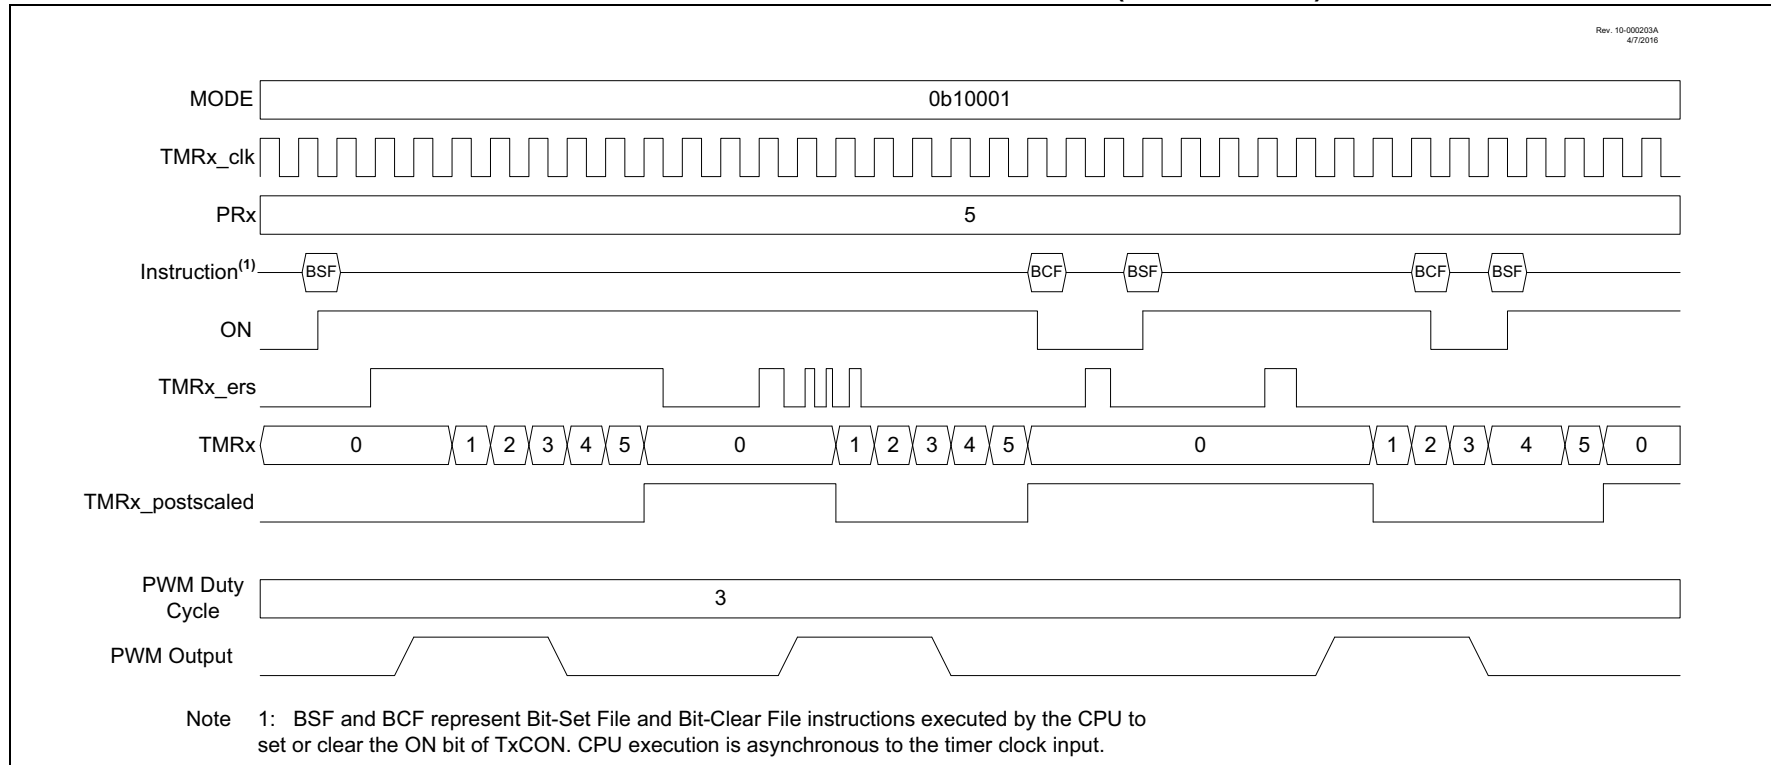 Rev. 10-000203A
4/7/2016
MODE 0b10001
TMRx_clk
PRx 5
Instruction(1) BSF BCF BSF BCF BSF
ON
TMRx_ers
TMRx 0 1 2 3 4 5 0 1 2 3 4 5 0 1 2 3 4 5 0
TMRx_postscaled
PWM Duty
Cycle 3
PWM Output
Note 1: BSF and BCF represent Bit-Set File and Bit-Clear File instructions executed by the CPU to
set or clear the ON bit of TxCON. CPU execution is asynchronous to the timer clock input.